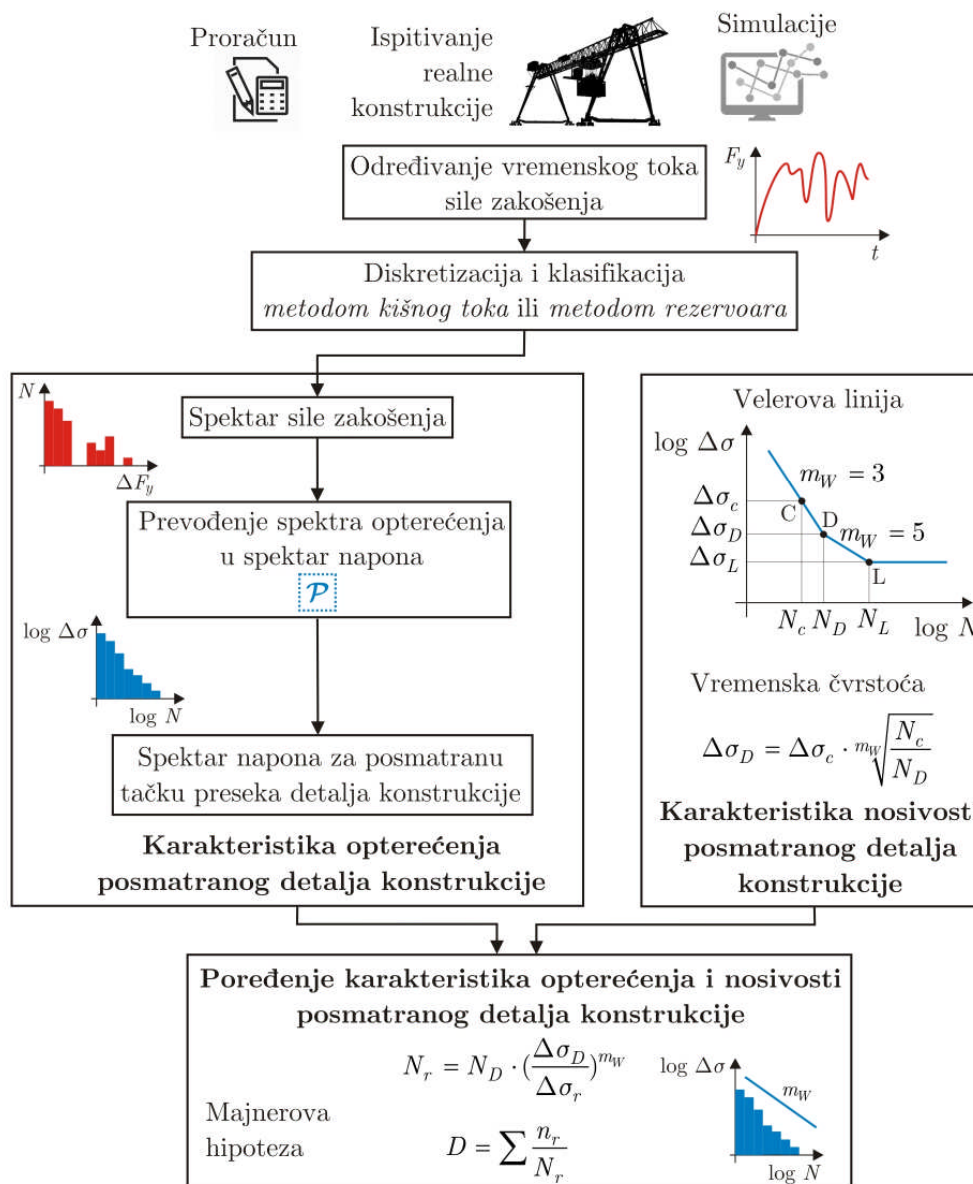 Proračun
Ispitivanje
realne
konstrukcije
Simulacije
Određivanje vremenskog toka
sile zakošenja
F_y
t
Diskretizacija i klasifikacija
metodom kišnog toka ili metodom rezervoara
N
ΔF_y
Spektar sile zakošenja
Prevođenje spektra opterećenja
u spektar napona
𝒫
log Δσ
log N
Spektar napona za posmatranu
tačku preseka detalja konstrukcije
Karakteristika opterećenja
posmatranog detalja konstrukcije
Velerova linija
log Δσ
m_W = 3
Δσ_c
C
D
Δσ_D
m_W = 5
Δσ_L
L
N_c N_D N_L log N
Vremenska čvrstoća
Δσ_D = Δσ_c · \sqrt[m_W]{\frac{N_c}{N_D}}
Karakteristika nosivost
posmatranog detalja
konstrukcije
Poređenje karakteristika opterećenja i nosivosti
posmatranog detalja konstrukcije
N_r = N_D · (\frac{Δσ_D}{Δσ_r})^{m_W}
Majnerova
hipoteza
D = ∑ \frac{n_r}{N_r}
log Δσ
m_W
log N